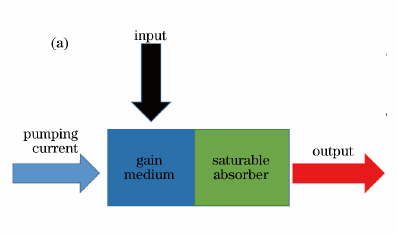 (a)
input
pumping
current
gain
medium
saturable
absorber
output